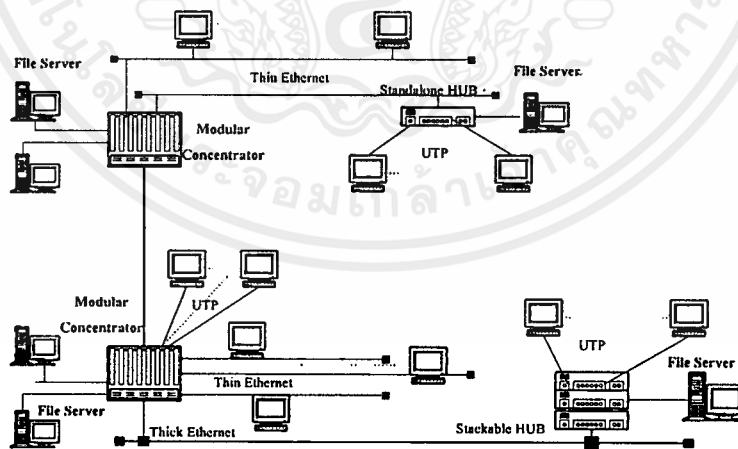 File Server
Thin Ethernet
Standalone HUB
File Server
Modular
Concentrator
UTP
Modular
Concentrator
UTP
UTP
File Server
Thin Ethernet
File Server
Thick Ethernet
Stackable HUB